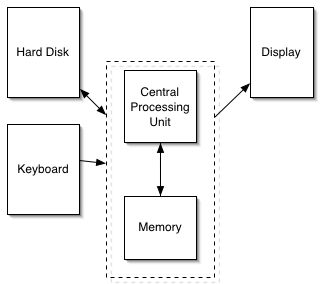 Hard Disk
Display
Central
Processing
Unit
Keyboard
Memory